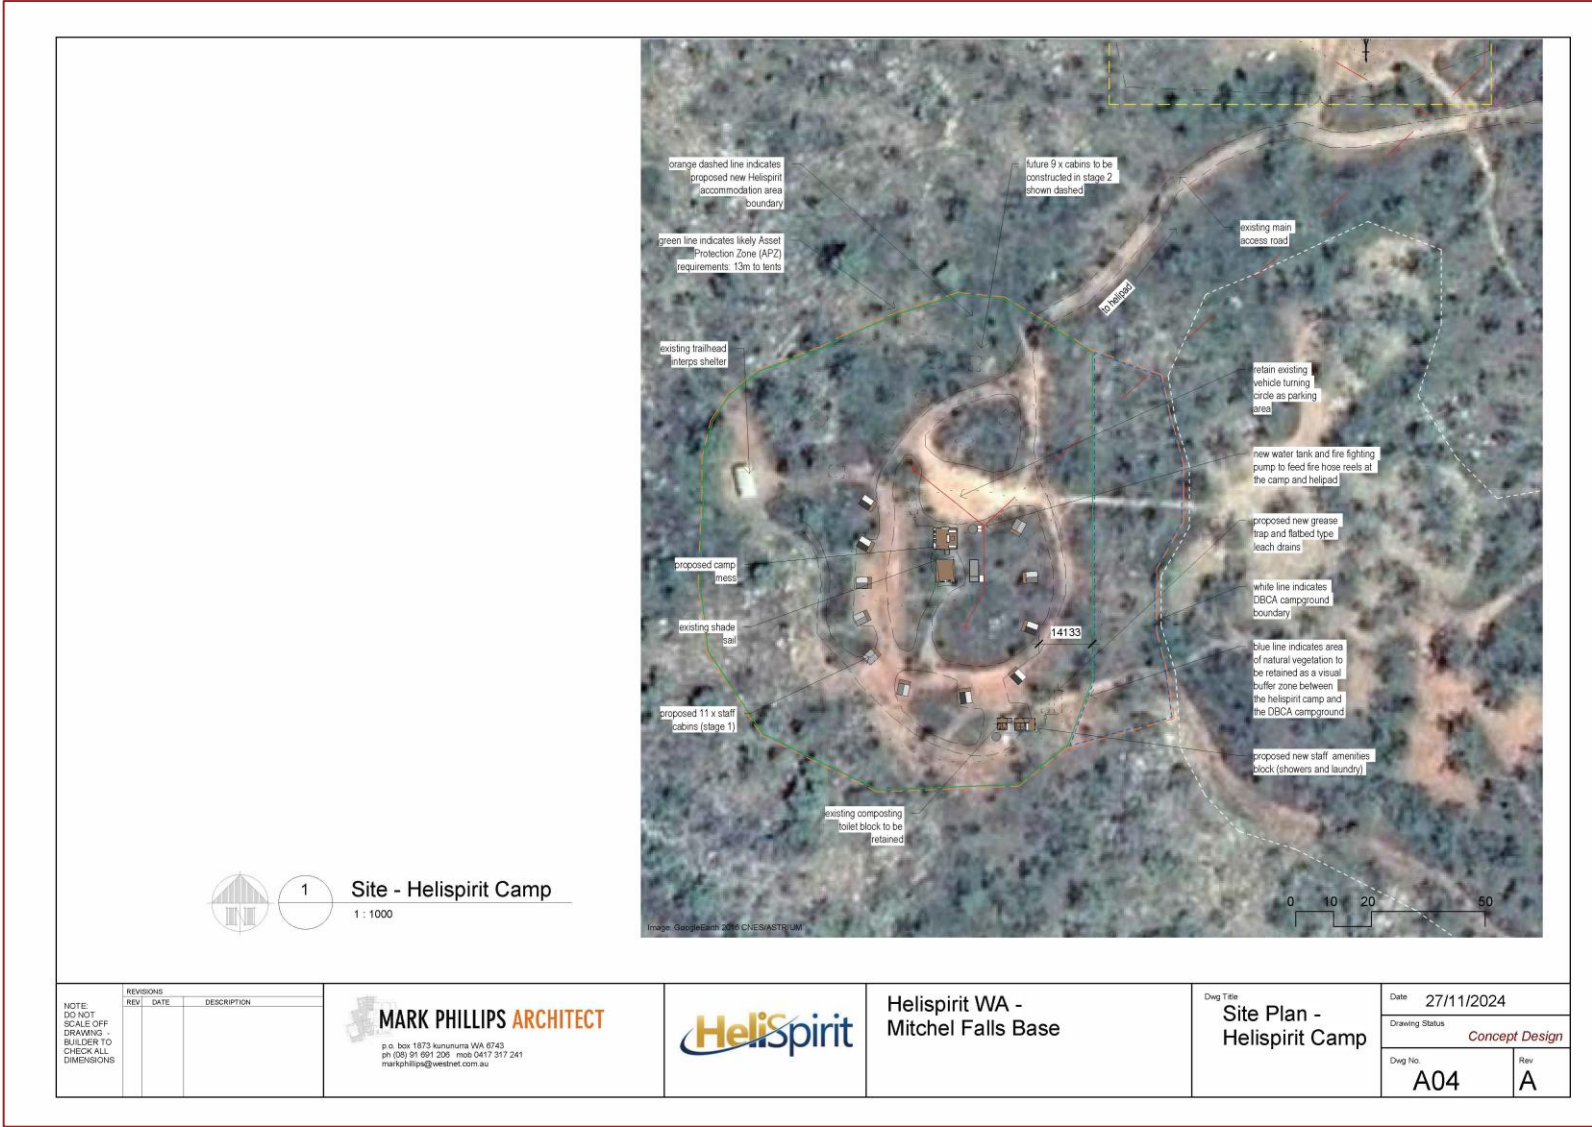 orange dashed line indicates
proposed new Helispirit
accommodation area
boundary
future 9 x cabins to be
constructed in stage 2
shown dashed
existing main
access road
green line indicates likely Asset
Protection Zone (APZ)
requirements: 13m to tents
to helipad
existing trailhead
interps shelter
retain existing
vehicle turning
circle as parking
area
new water tank and fire fighting
pump to feed fire hose reels at
the camp and helipad
proposed new grease
trap and flatbed type
leach drains
proposed camp
mess
white line indicates
DBCA campground
boundary
existing shade
sail
14133
blue line indicates area
of natural vegetation to
be retained as a visual
buffer zone between
the helispirit camp and
the DBCA campground
proposed 11 x staff
cabins (stage 1)
proposed new staff amenities
block (showers and laundry)
existing composting
toilet block to be
retained
0 10 20 50
Image: GoogleEarth 2016 CNES/ASTRIUM
1
Site - Helispirit Camp
1 : 1000
NOTE:
DO NOT
SCALE OFF
DRAWING -
BUILDER TO
CHECK ALL
DIMENSIONS
REVISIONS
REV DATE DESCRIPTION
MARK PHILLIPS ARCHITECT
p.o. box 1873 kununurra WA 6743
ph (08) 91 691 206 mob 0417 317 241
markphillips@westnet.com.au
HeliSpirit
Helispirit WA -
Mitchel Falls Base
Dwg Title
Site Plan -
Helispirit Camp
Date 27/11/2024
Drawing Status
Concept Design
Dwg No.
A04
Rev
A